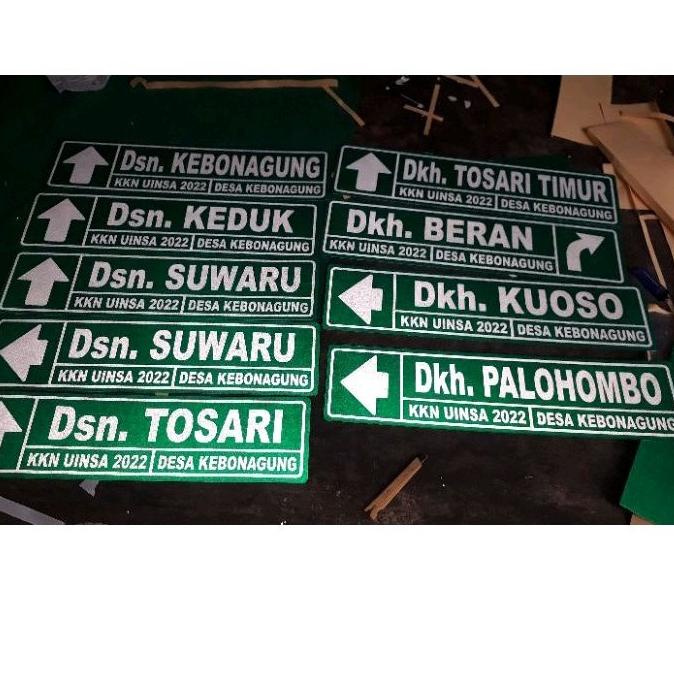 Dsn. KEBONAGUNG
KKN UINSA 2022 DESA KEBONAGUNG
Dsn. KEDUK
KKN UINSA 2022 DESA KEBONAGUNG
Dsn. SUWARU
KKN UINSA 2022 DESA KEBONAGUNG
Dsn. SUWARU
KKN UINSA 2022 DESA KEBONAGUNG
Dsn. TOSARI
KKN UINSA 2022 DESA KEBONAGUNG
Dkh. TOSARI TIMUR
KKN UINSA 2022 DESA KEBONAGUNG
Dkh. BERAN
KKN UINSA 2022 DESA KEBONAGUNG
Dkh. KUOSO
KKN UINSA 2022 DESA KEBONAGUNG
Dkh. PALOHOMBO
KKN UINSA 2022 DESA KEBONAGUNG